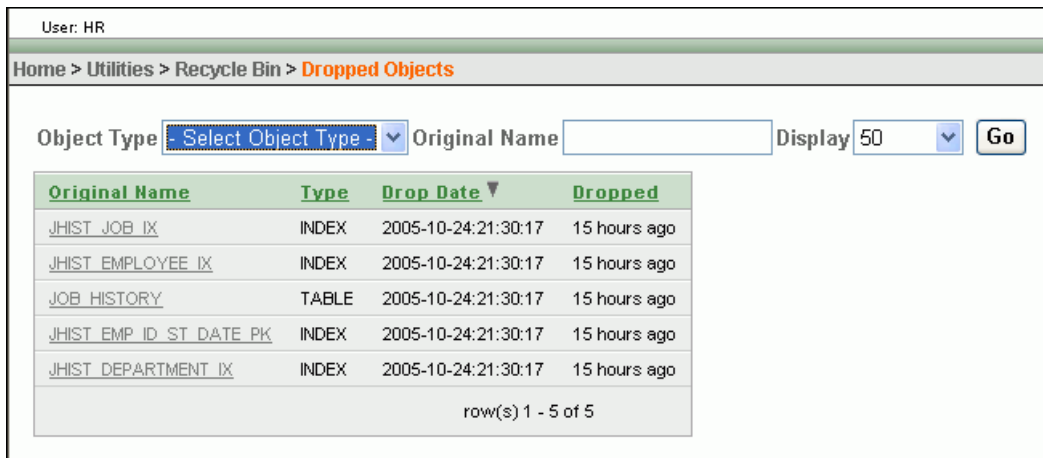 User: HR
Home > Utilities > Recycle Bin > Dropped Objects
Object Type - Select Object Type - Original Name Display 50 Go
Original Name Type Drop Date Dropped
JHIST_JOB_IX INDEX 2005-10-24:21:30:17 15 hours ago
JHIST_EMPLOYEE_IX INDEX 2005-10-24:21:30:17 15 hours ago
JOB_HISTORY TABLE 2005-10-24:21:30:17 15 hours ago
JHIST_EMP_ID_ST_DATE_PK INDEX 2005-10-24:21:30:17 15 hours ago
JHIST_DEPARTMENT_IX INDEX 2005-10-24:21:30:17 15 hours ago
row(s) 1 - 5 of 5